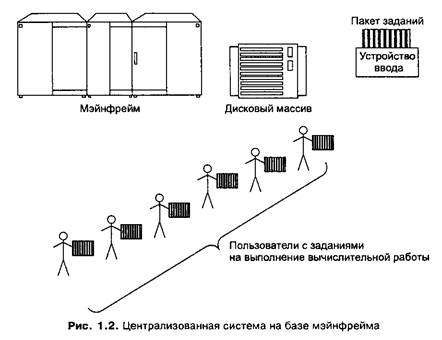 Пакет заданий
Устройство
ввода
Мэйнфрейм
Дисковый массив
Пользователи с заданиями
на выполнение вычислительной работы
Рис. 1.2. Централизованная система на базе мэйнфрейма